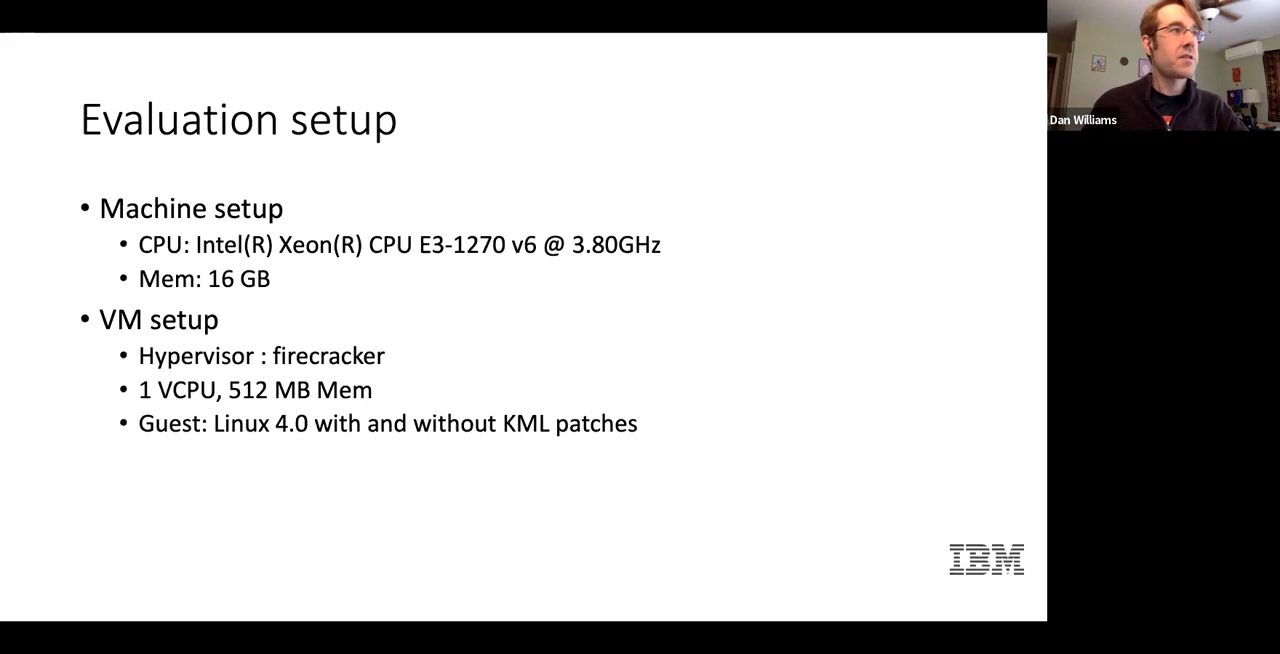 Evaluation setup
• Machine setup
• CPU: Intel(R) Xeon(R) CPU E3-1270 v6 @ 3.80GHz
• Mem: 16 GB
• VM setup
• Hypervisor : firecracker
• 1 VCPU, 512 MB Mem
• Guest: Linux 4.0 with and without KML patches
IBM
Dan Williams